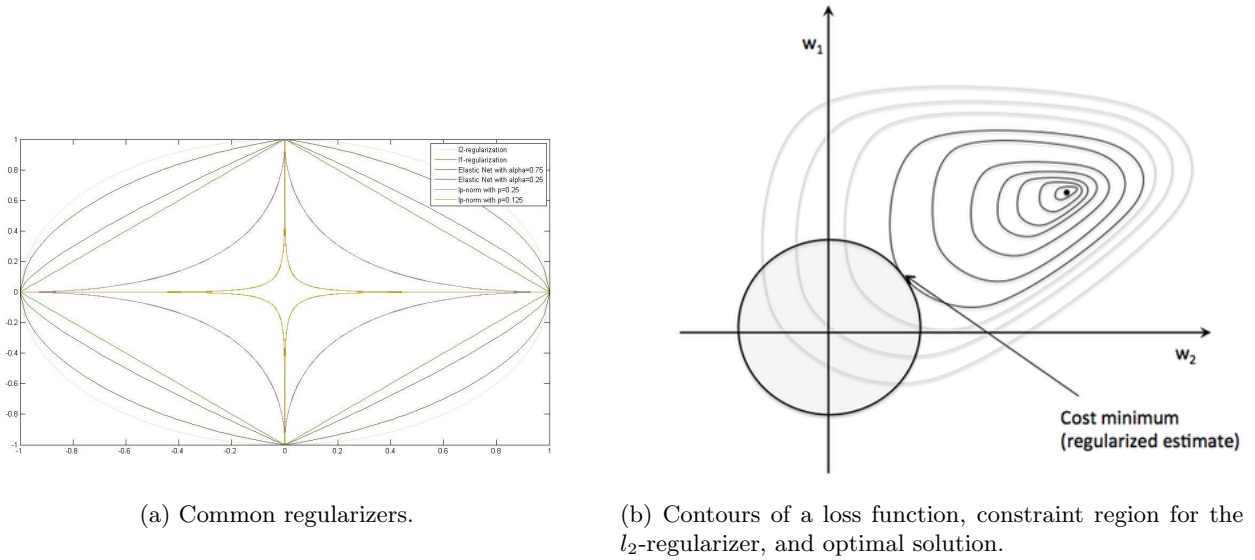 l2-regularization
l1-regularization
Elastic Net with alpha=0.75
Elastic Net with alpha=0.25
lp-norm with p=0.25
lp-norm with p=0.125
1
0.8
0.6
0.4
0.2
0
-0.2
-0.4
-0.6
-0.8
-1
-1 -0.8 -0.6 -0.4 -0.2 0 0.2 0.4 0.6 0.8 1
(a) Common regularizers.
w1
w2
Cost minimum
(regularized estimate)
(b) Contours of a loss function, constraint region for the
l2-regularizer, and optimal solution.